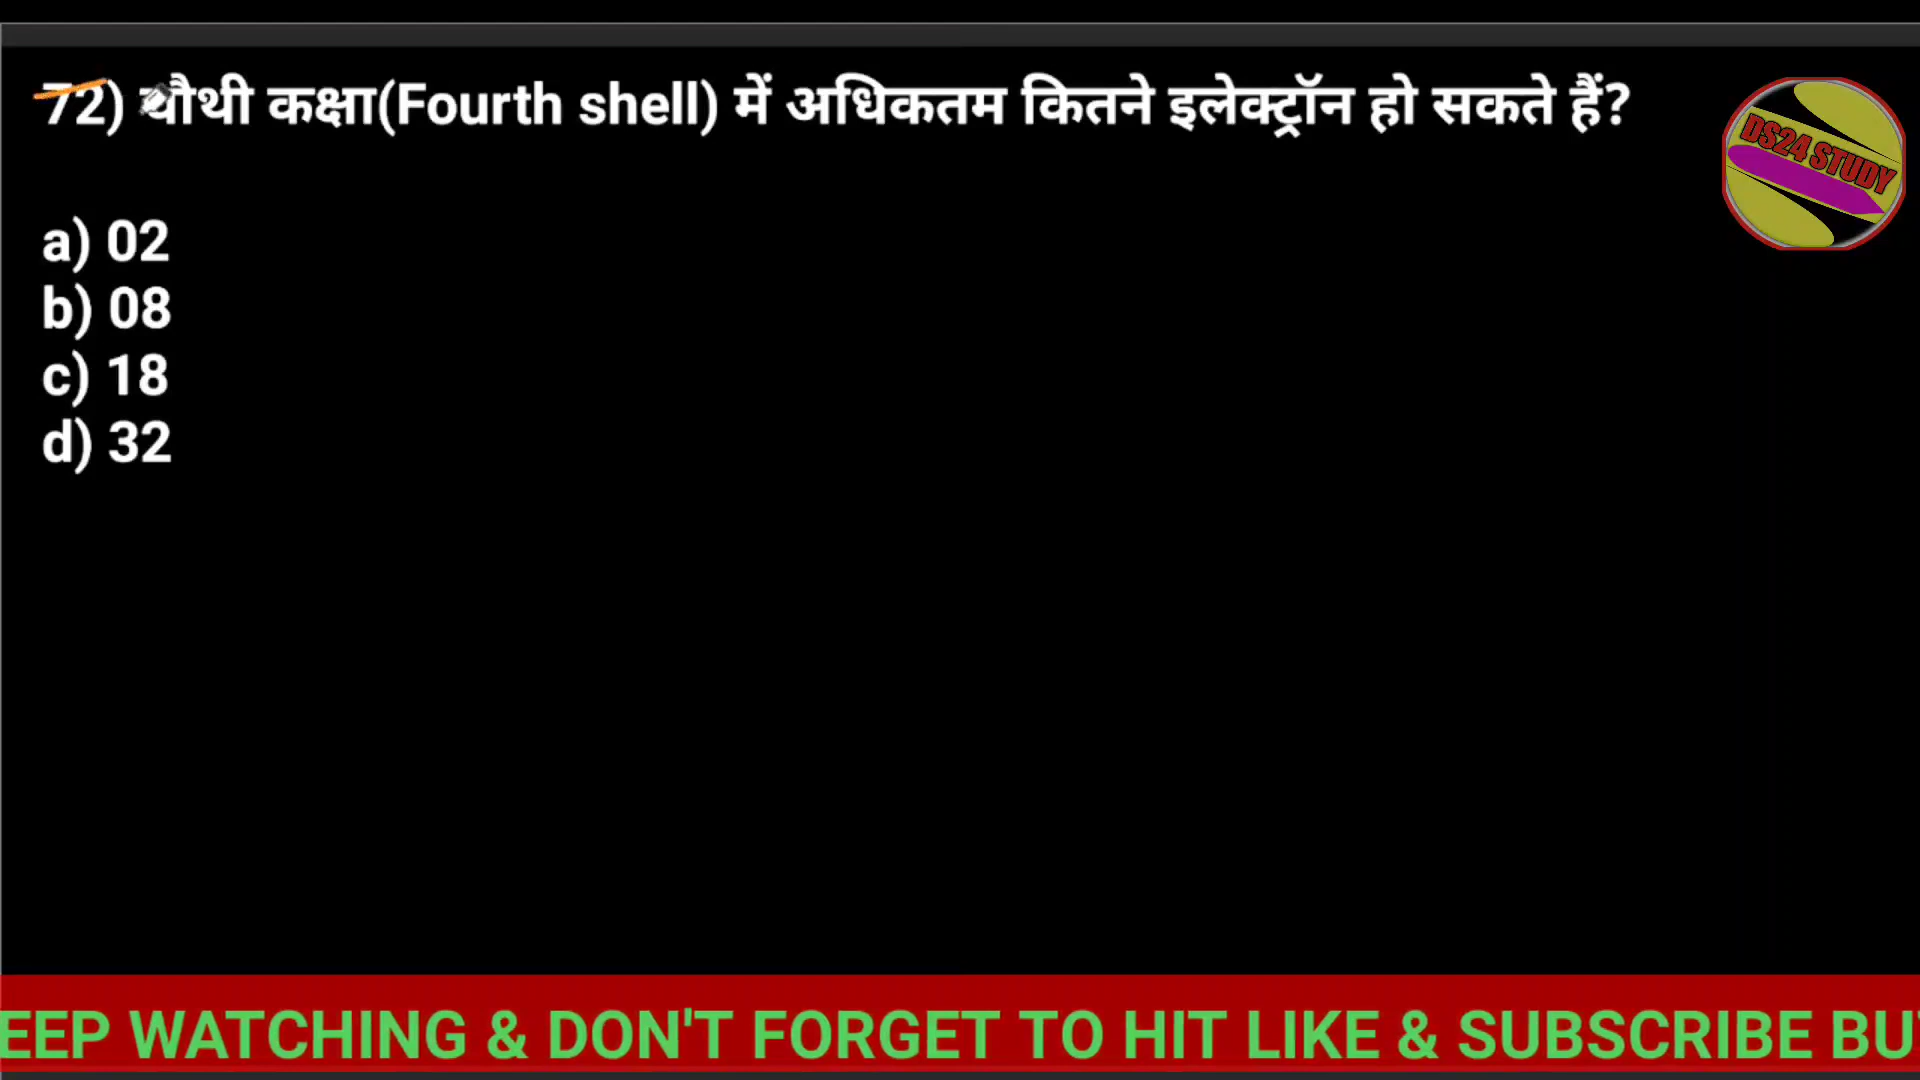 72) चौथी कक्षा(Fourth shell) में अधिकतम कितने इलेक्ट्रॉन हो सकते हैं?
DS24 STUDY
a) 02
b) 08
c) 18
d) 32
EEP WATCHING & DON'T FORGET TO HIT LIKE & SUBSCRIBE BU